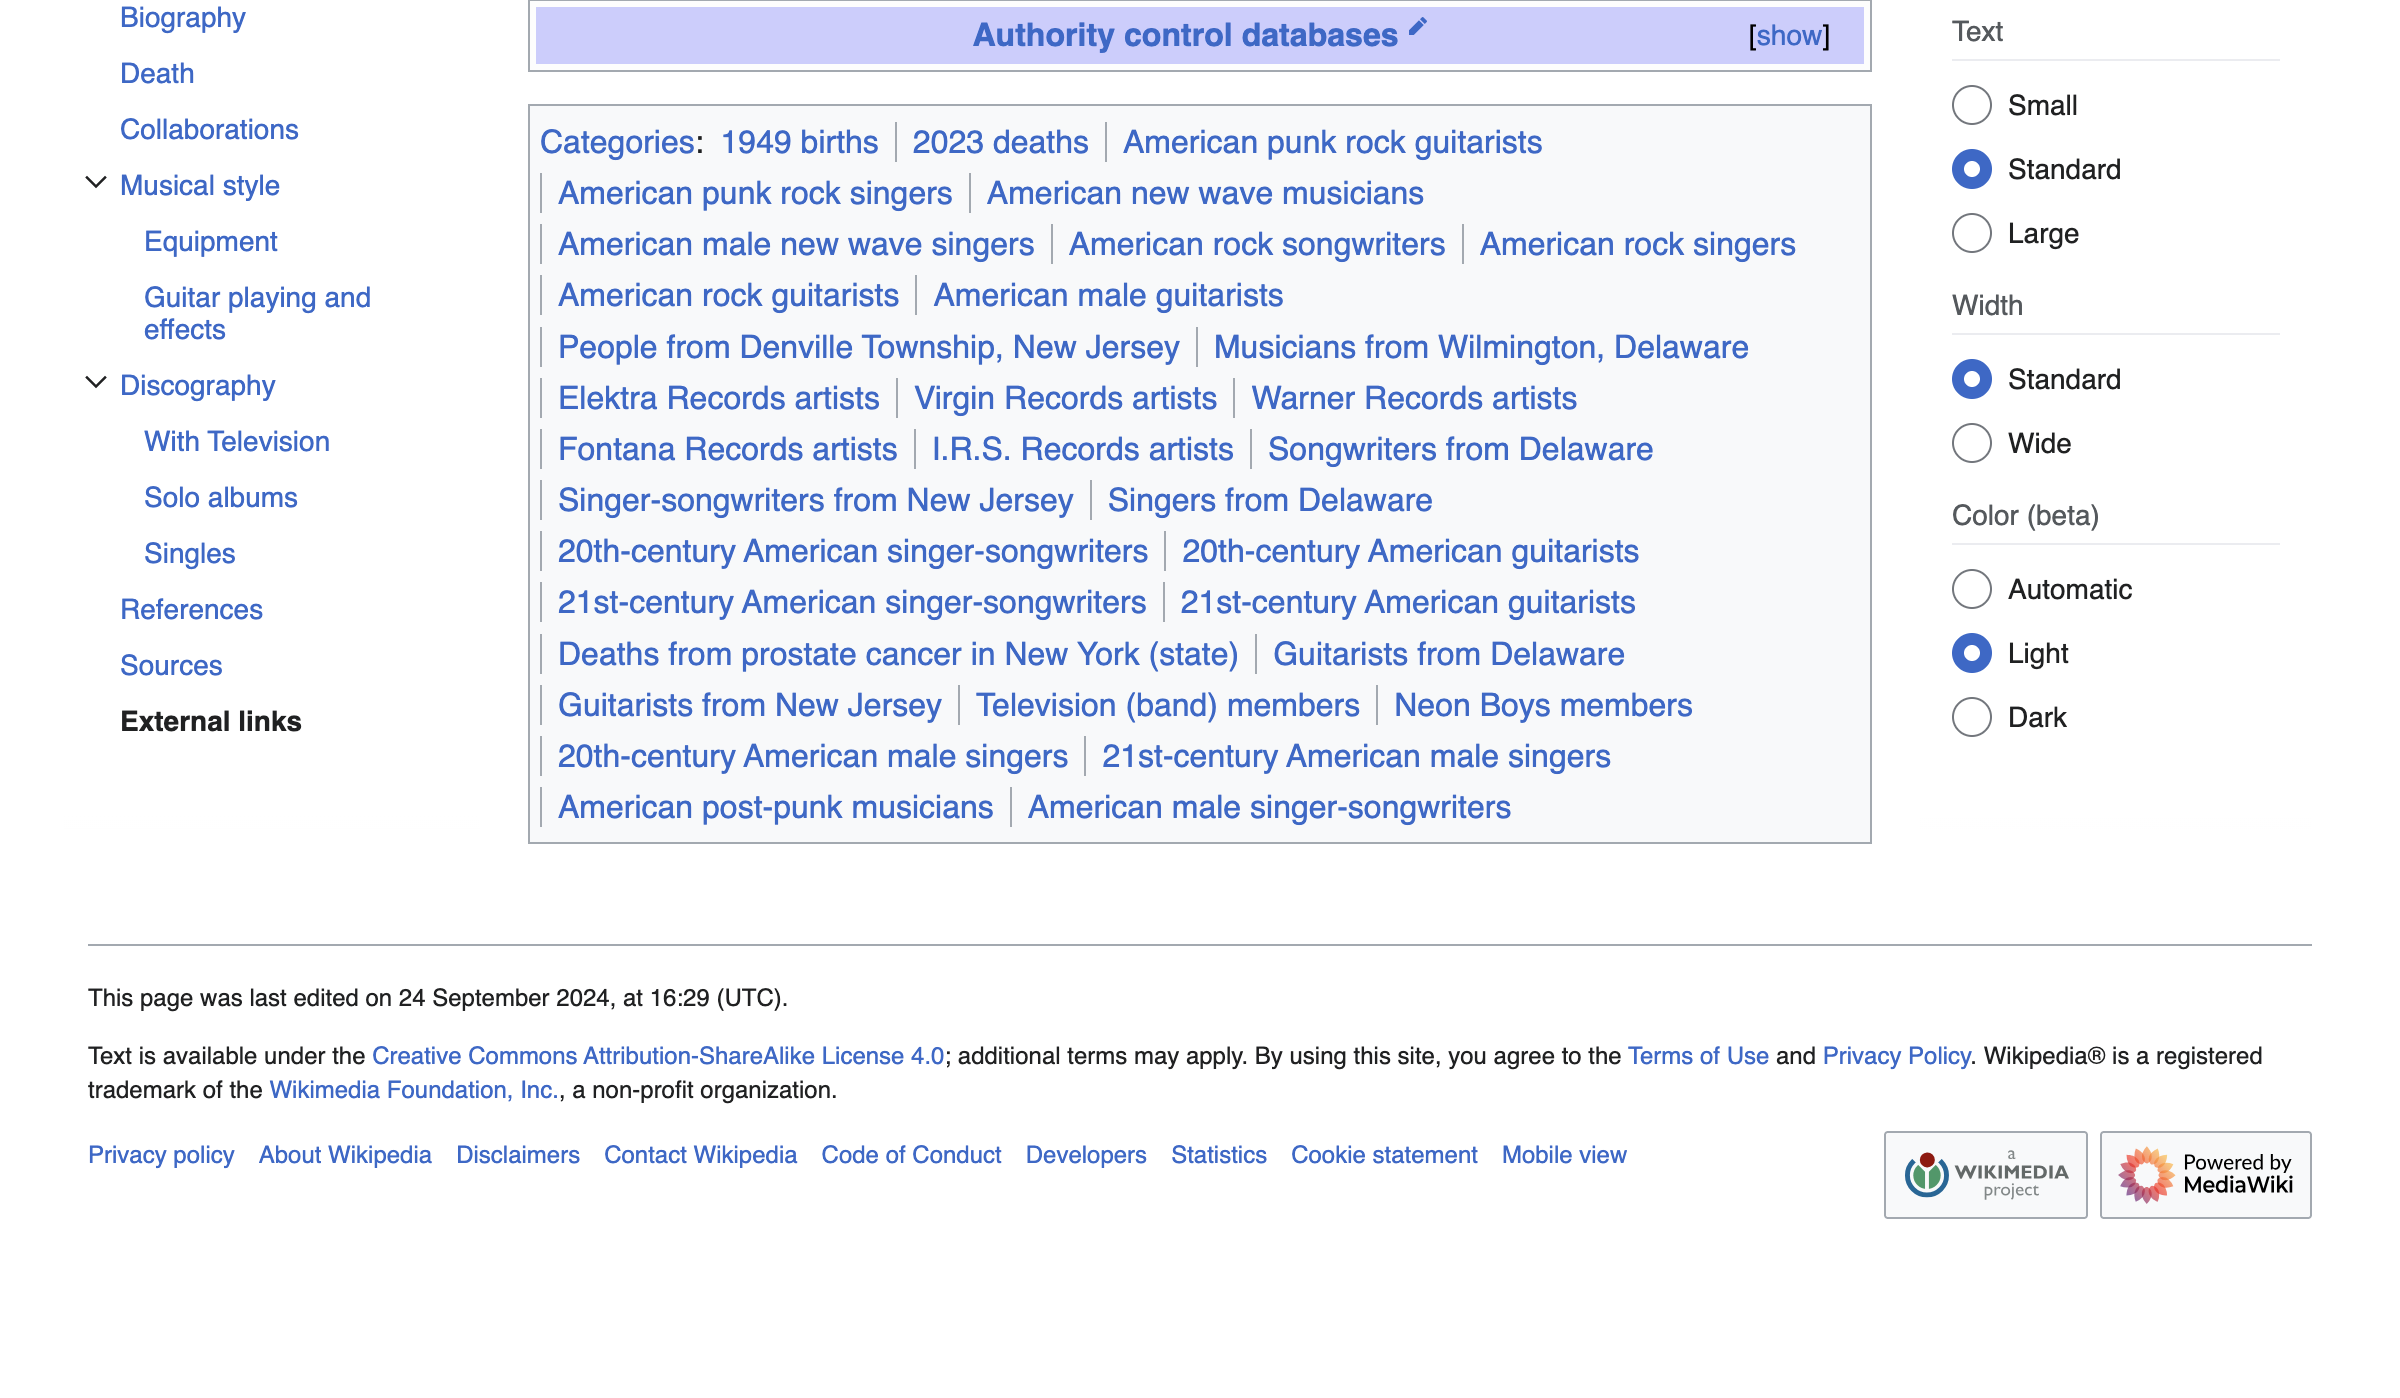 Biography
Death
Collaborations
Musical style
Equipment
Guitar playing and
effects
Discography
With Television
Solo albums
Singles
References
Sources
External links
Authority control databases [show]
Categories: 1949 births | 2023 deaths | American punk rock guitarists
| American punk rock singers | American new wave musicians
| American male new wave singers | American rock songwriters | American rock singers
| American rock guitarists | American male guitarists
| People from Denville Township, New Jersey | Musicians from Wilmington, Delaware
| Elektra Records artists | Virgin Records artists | Warner Records artists
| Fontana Records artists | I.R.S. Records artists | Songwriters from Delaware
| Singer-songwriters from New Jersey | Singers from Delaware
| 20th-century American singer-songwriters | 20th-century American guitarists
| 21st-century American singer-songwriters | 21st-century American guitarists
| Deaths from prostate cancer in New York (state) | Guitarists from Delaware
| Guitarists from New Jersey | Television (band) members | Neon Boys members
| 20th-century American male singers | 21st-century American male singers
| American post-punk musicians | American male singer-songwriters
Text
Small
Standard
Large
Width
Standard
Wide
Color (beta)
Automatic
Light
Dark
This page was last edited on 24 September 2024, at 16:29 (UTC).
Text is available under the Creative Commons Attribution-ShareAlike License 4.0; additional terms may apply. By using this site, you agree to the Terms of Use and Privacy Policy. Wikipedia® is a registered
trademark of the Wikimedia Foundation, Inc., a non-profit organization.
Privacy policy About Wikipedia Disclaimers Contact Wikipedia Code of Conduct Developers Statistics Cookie statement Mobile view
a
WIKIMEDIA
project
Powered by
MediaWiki